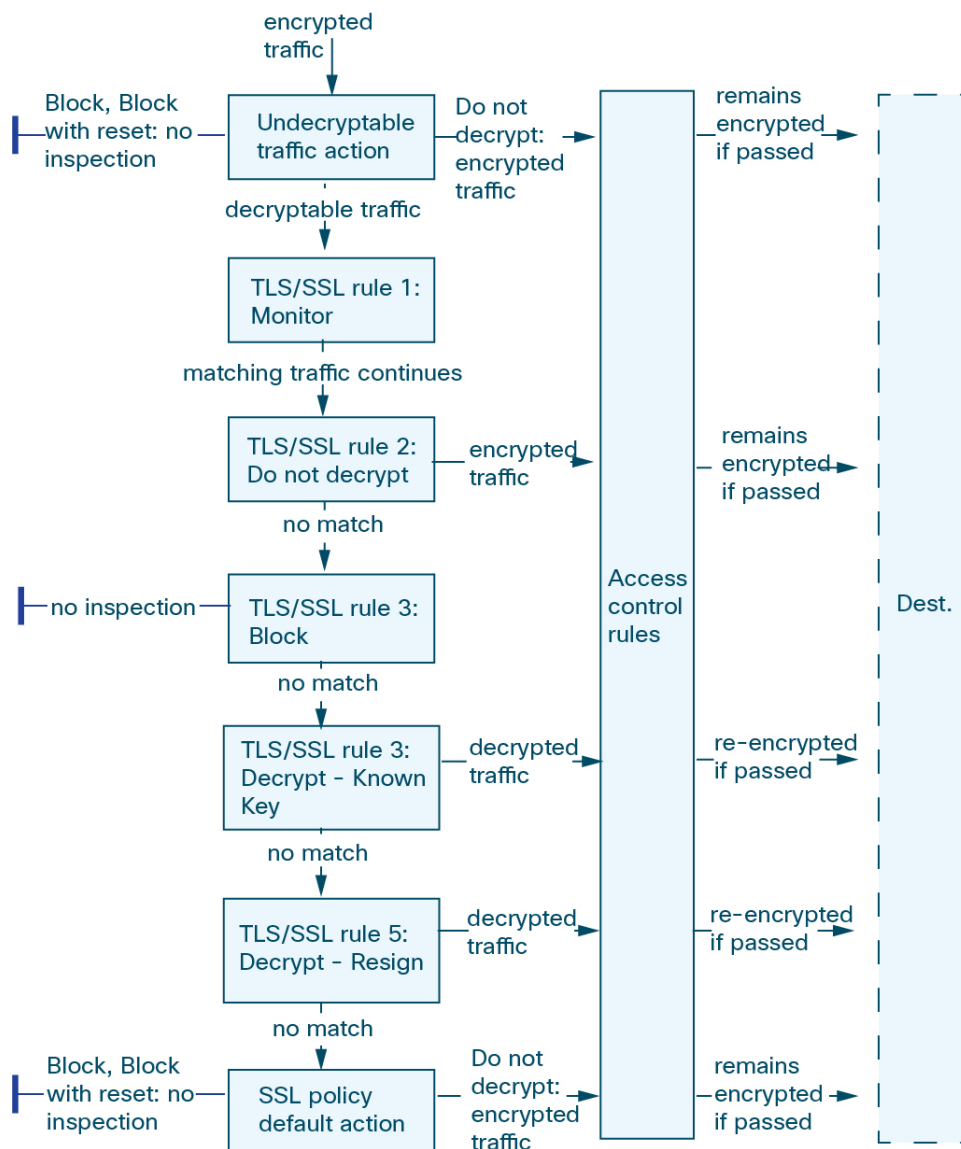 encrypted
traffic
Block, Block
with reset: no
inspection
Undecryptable
traffic action
Do not
decrypt:
encrypted
traffic
remains
encrypted
if passed
decryptable traffic
TLS/SSL rule 1:
Monitor
matching traffic continues
TLS/SSL rule 2:
Do not decrypt
encrypted
traffic
remains
encrypted
if passed
no match
no inspection
TLS/SSL rule 3:
Block
Access
control
rules
Dest.
no match
TLS/SSL rule 3:
Decrypt - Known
Key
decrypted
traffic
re-encrypted
if passed
no match
TLS/SSL rule 5:
Decrypt - Resign
decrypted
traffic
re-encrypted
if passed
no match
Block, Block
with reset: no
inspection
SSL policy
default action
Do not
decrypt:
encrypted
traffic
remains
encrypted
if passed